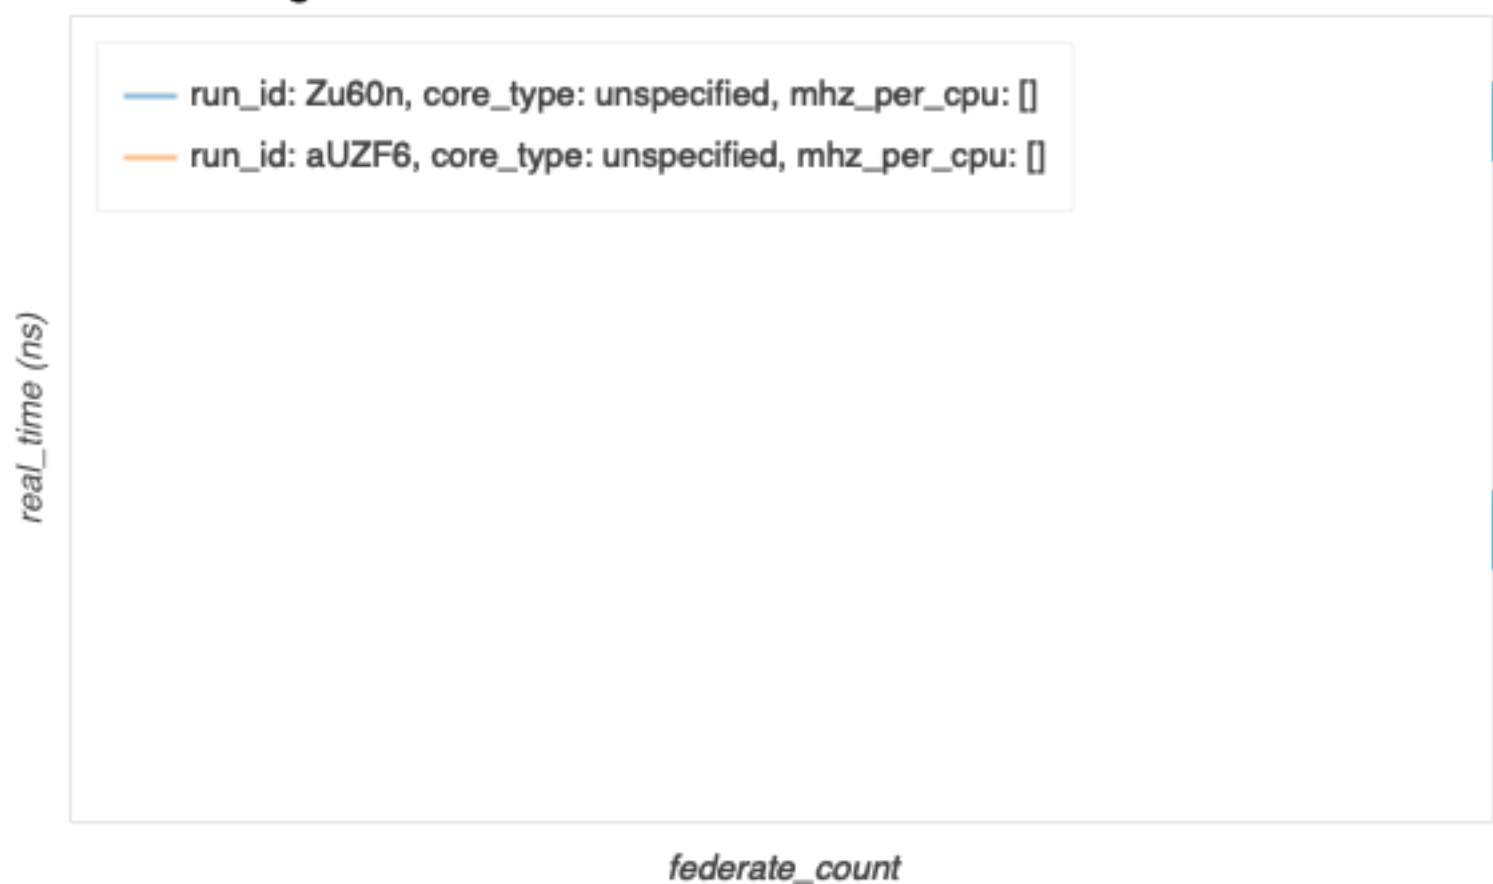 run_id: Zu60n, core_type: unspecified, mhz_per_cpu: []
run_id: aUZF6, core_type: unspecified, mhz_per_cpu: []
real_time (ns)
federate_count